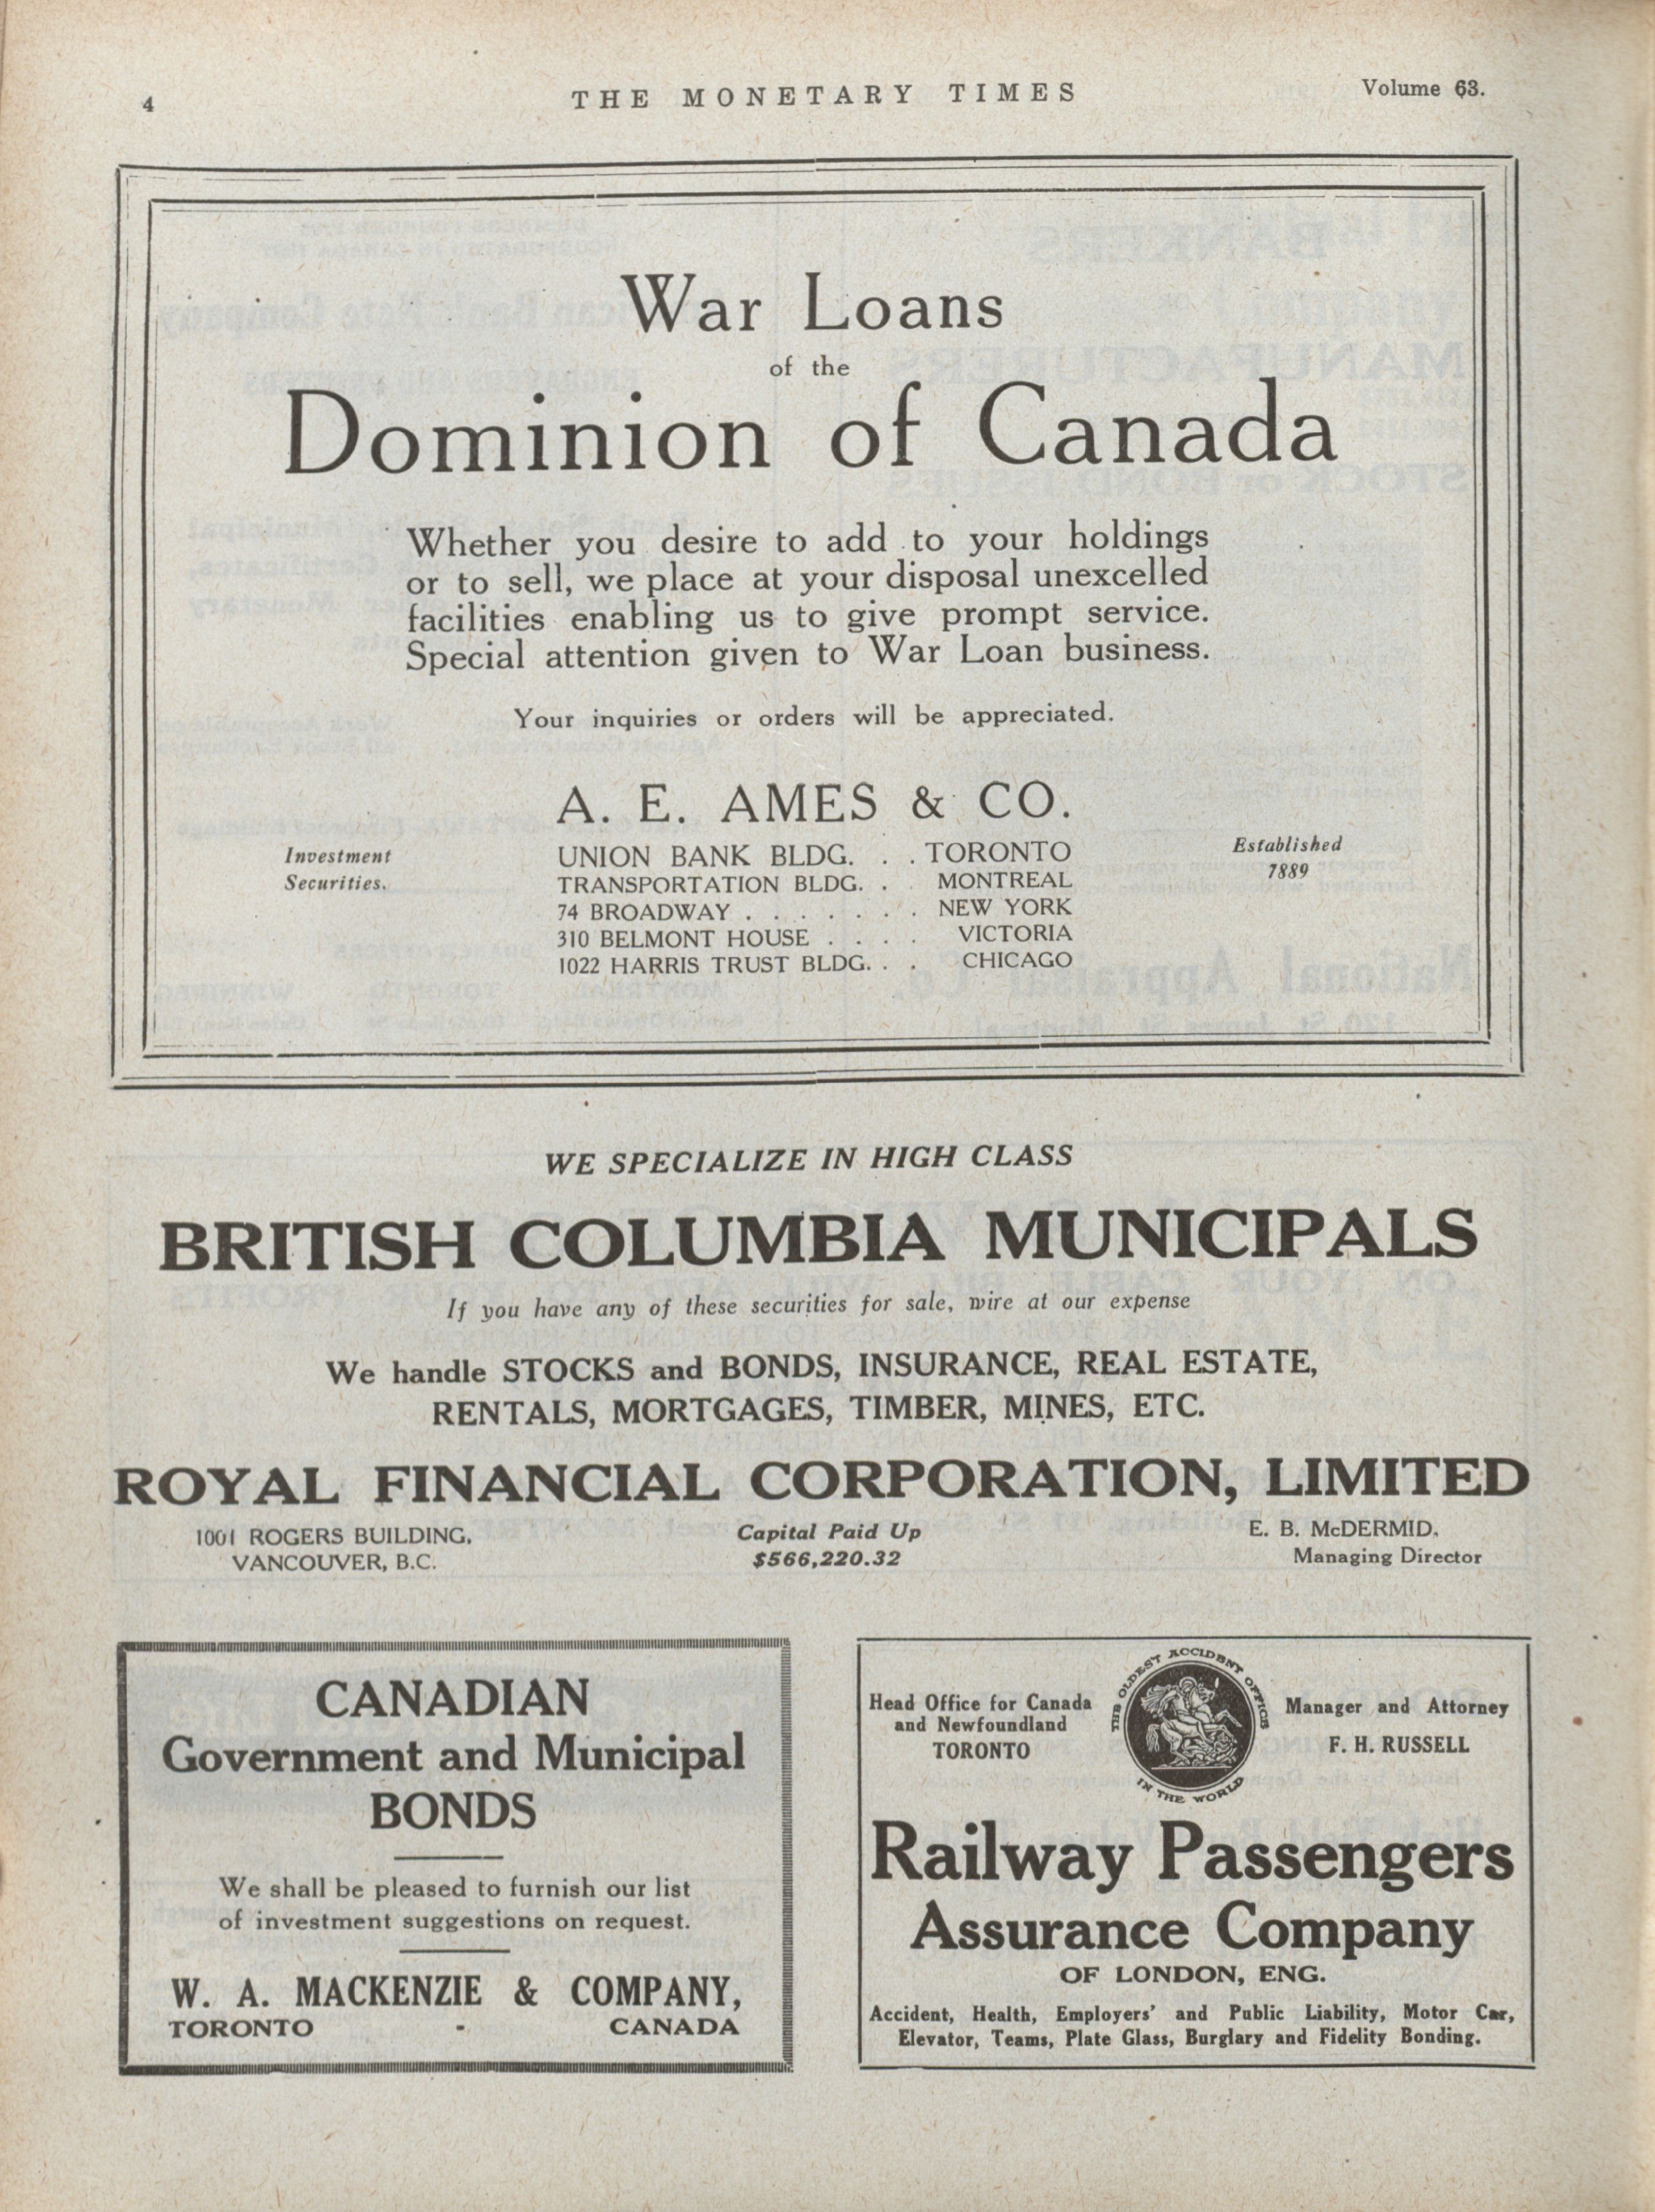 4
THE MONETARY TIMES
Volume 63.
War Loans
of the
Dominion of Canada
Whether you desire to add to your holdings
or to sell, we place at your disposal unexcelled
facilities enabling us to give prompt service.
Special attention given to War Loan business.
Your inquiries or orders will be appreciated.
A. E. AMES & CO.
Investment
Securities.
UNION BANK BLDG. . . TORONTO
TRANSPORTATION BLDG. . . MONTREAL
74 BROADWAY . . . . . . . NEW YORK
310 BELMONT HOUSE . . . . VICTORIA
1022 HARRIS TRUST BLDG. . . CHICAGO
Established
1889
WE SPECIALIZE IN HIGH CLASS
BRITISH COLUMBIA MUNICIPALS
If you have any of these securities for sale, wire at our expense
We handle STOCKS and BONDS, INSURANCE, REAL ESTATE,
RENTALS, MORTGAGES, TIMBER, MINES, ETC.
ROYAL FINANCIAL CORPORATION, LIMITED
1001 ROGERS BUILDING,
VANCOUVER, B.C.
Capital Paid Up
$566,220.32
E. B. McDERMID,
Managing Director
CANADIAN
Government and Municipal
BONDS
We shall be pleased to furnish our list
of investment suggestions on request.
W. A. MACKENZIE & COMPANY,
TORONTO - CANADA
Head Office for Canada
and Newfoundland
TORONTO
THE OLDEST ACCIDENT OFFICE
IN THE WORLD
Manager and Attorney
F. H. RUSSELL
Railway Passengers
Assurance Company
OF LONDON, ENG.
Accident, Health, Employers' and Public Liability, Motor Car,
Elevator, Teams, Plate Glass, Burglary and Fidelity Bonding.